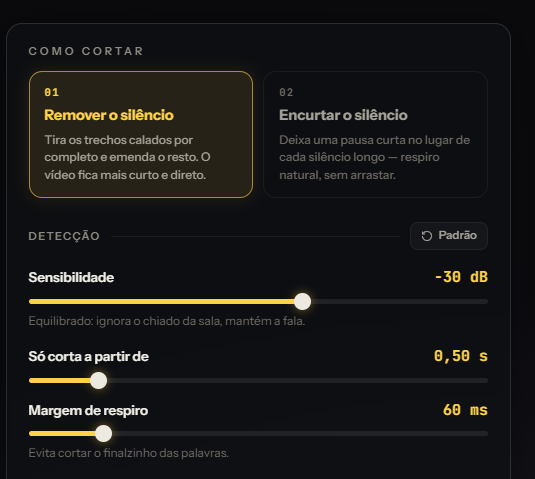 COMO CORTAR
01
Remover o silêncio
Tira os trechos calados por
completo e emenda o resto. O
vídeo fica mais curto e direto.
02
Encurtar o silêncio
Deixa uma pausa curta no lugar de
cada silêncio longo — respiro
natural, sem arrastar.
DETECÇÃO
Padrão
Sensibilidade
-30 dB
Equilibrado: ignora o chiado da sala, mantém a fala.
Só corta a partir de
0,50 s
Margem de respiro
60 ms
Evita cortar o finalzinho das palavras.